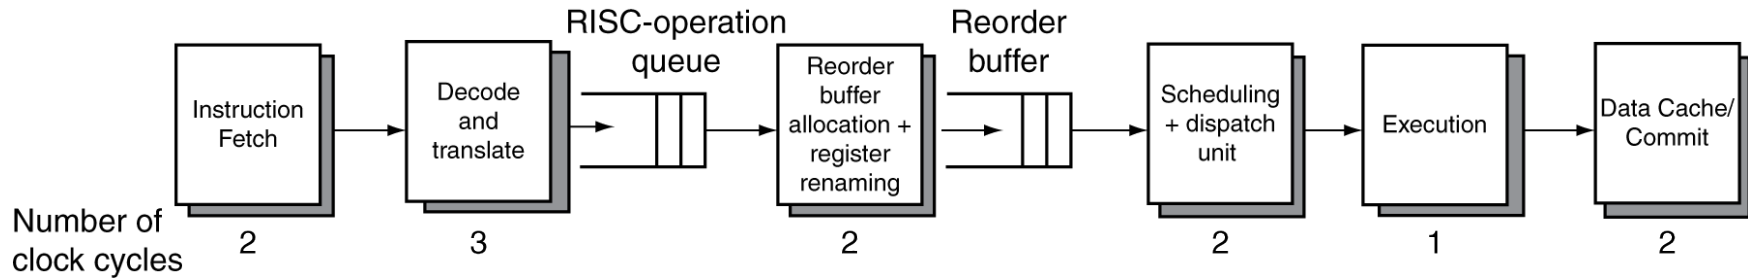 RISC-operation
queue
Reorder
buffer
Instruction
Fetch
Decode
and
translate
Reorder
buffer
allocation +
register
renaming
Scheduling
+ dispatch
unit
Execution
Data Cache/
Commit
Number of
clock cycles
2
3
2
2
1
2